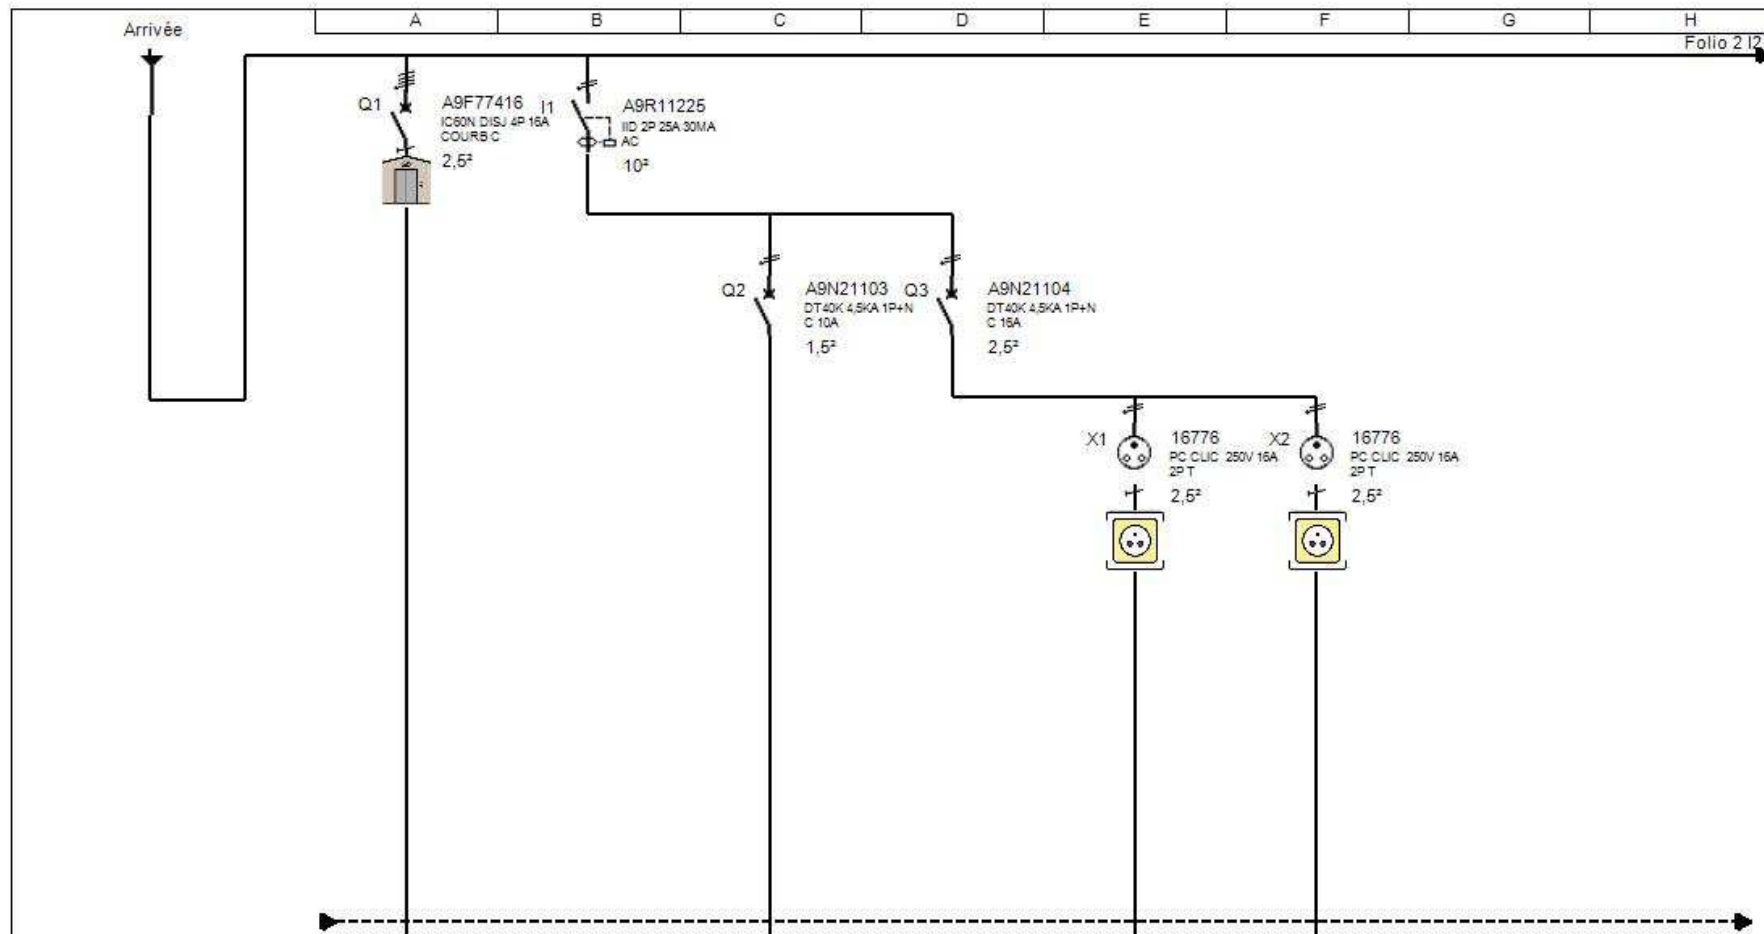 A B C D E F G H
Arrivée
Folio 2 I2
Q1
A9F77416
IC60N DISJ 4P 16A
COURB C
2,5²
I1
A9R11225
IID 2P 25A 30MA
AC
10²
Q2
A9N21103
DT40K 4,5KA 1P+N
C 10A
1,5²
Q3
A9N21104
DT40K 4,5KA 1P+N
C 16A
2,5²
X1
16776
PC CLIC 250V 16A
2P T
2,5²
X2
16776
PC CLIC 250V 16A
2P T
2,5²